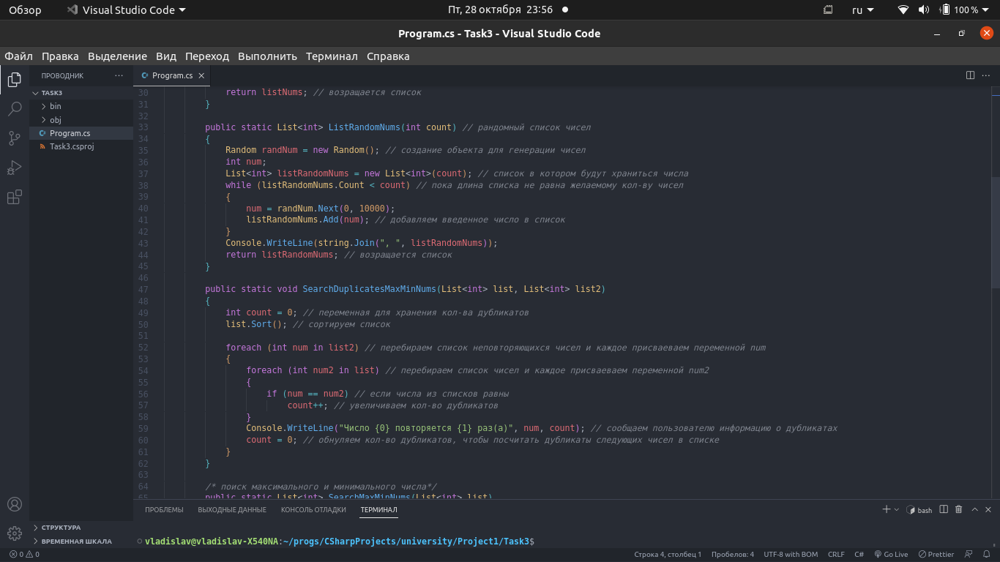 Обзор
Visual Studio Code
Пт, 28 октября 23:56
ru
100 %
Program.cs - Task3 - Visual Studio Code
Файл Правка Выделение Вид Переход Выполнить Терминал Справка
ПРОВОДНИК
TASK3
bin
obj
Program.cs
Task3.csproj
Program.cs
30 return listNums; // возращается список
31 }
32
33 public static List<int> ListRandomNums(int count) // рандомный список чисел
34 {
35 Random randNum = new Random(); // создание объекта для генерации чисел
36 int num;
37 List<int> listRandomNums = new List<int>(count); // список в котором будут храниться числа
38 while (listRandomNums.Count < count) // пока длина списка не равна желаемому кол-ву чисел
39 {
40 num = randNum.Next(0, 10000);
41 listRandomNums.Add(num); // добавляем введенное число в список
42 }
43 Console.WriteLine(string.Join(", ", listRandomNums));
44 return listRandomNums; // возращается список
45 }
46
47 public static void SearchDuplicatesMaxMinNums(List<int> list, List<int> list2)
48 {
49 int count = 0; // переменная для хранения кол-ва дубликатов
50 list.Sort(); // сортируем список
51
52 foreach (int num in list2) // перебираем список неповторяющихся чисел и каждое присваеваем переменной num
53 {
54 foreach (int num2 in list) // перебираем список чисел и каждое присваеваем переменной num2
55 {
56 if (num == num2) // если числа из списков равны
57 count++; // увеличиваем кол-во дубликатов
58 }
59 Console.WriteLine("Число {0} повторяется {1} раз(а)", num, count); // сообщаем пользователю информацию о дубликатах
60 count = 0; // обнуляем кол-во дубликатов, чтобы посчитать дубликаты следующих чисел в списке
61 }
62 }
63
64 /* поиск максимального и минимального числа*/
65 public static List<int> SearchMaxMinNums(List<int> list)
ПРОБЛЕМЫ ВЫХОДНЫЕ ДАННЫЕ КОНСОЛЬ ОТЛАДКИ ТЕРМИНАЛ
bash
СТРУКТУРА
ВРЕМЕННАЯ ШКАЛА
vladislav@vladislav-X540NA:~/progs/CSharpProjects/university/Project1/Task3$
0 0
Строка 4, столбец 1 Пробелов: 4 UTF-8 with BOM CRLF C# Go Live Prettier